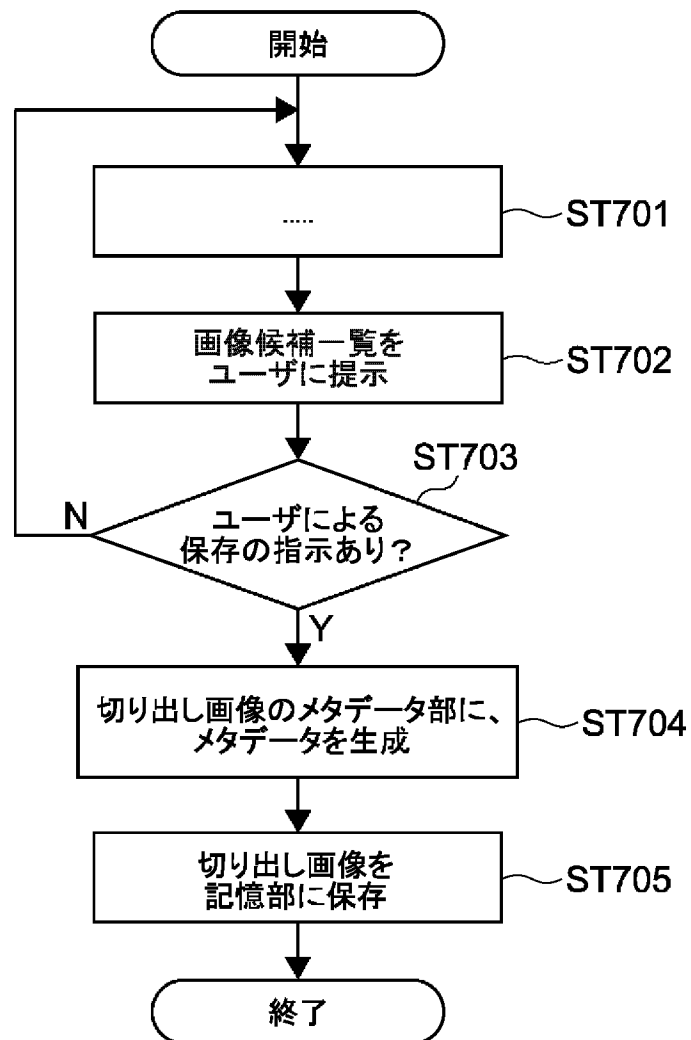 開始
.....
ST701
画像候補一覧を
ユーザに提示
ST702
ST703
N
ユーザによる
保存の指示あり？
Y
切り出し画像のメタデータ部に、
メタデータを生成
ST704
切り出し画像を
記憶部に保存
ST705
終了